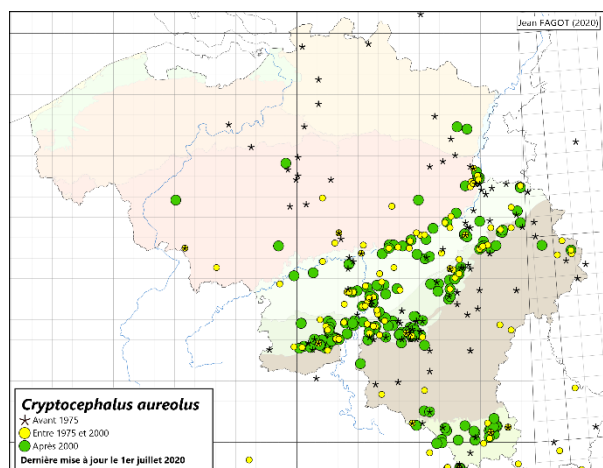 Jean FAGOT (2020)
Cryptocephalus aureolus
Avant 1975
Entre 1975 et 2000
Après 2000
Dernière mise à jour le 1er juillet 2020